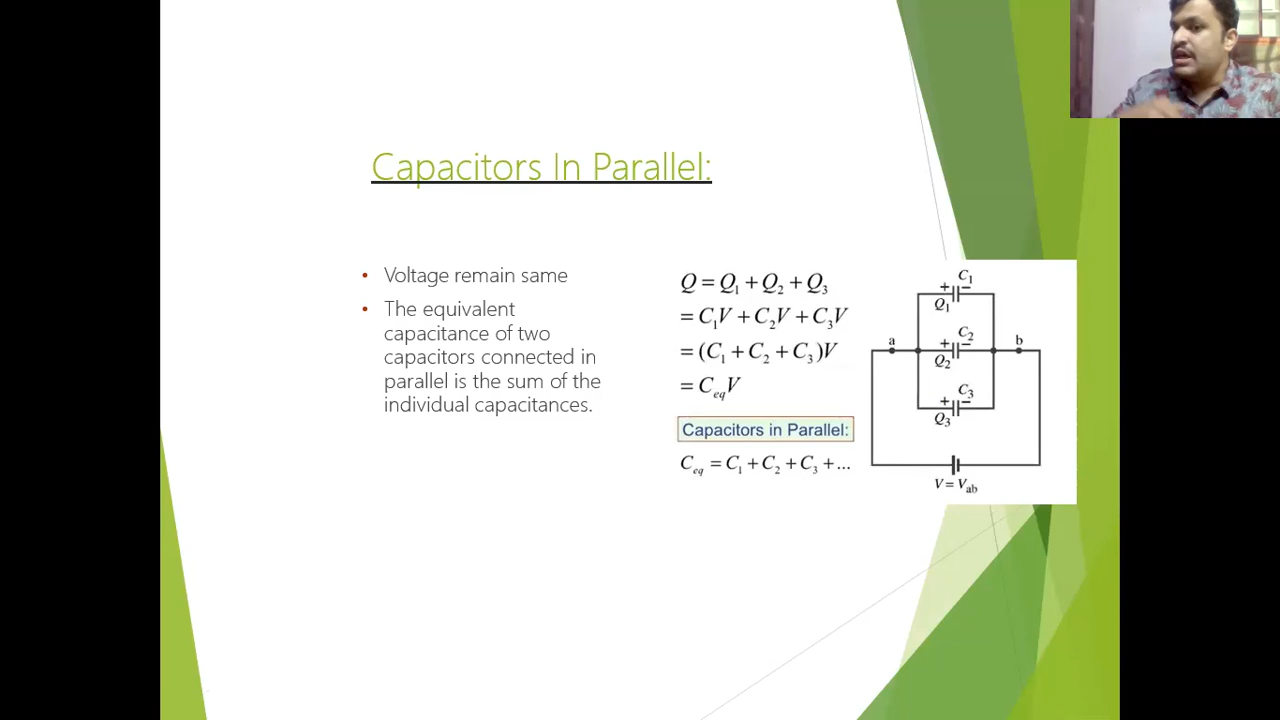 Capacitors In Parallel:
• Voltage remain same
• The equivalent
capacitance of two
capacitors connected in
parallel is the sum of the
individual capacitances.
Q = Q₁ + Q₂ + Q₃
= C₁V + C₂V + C₃V
= (C₁ + C₂ + C₃)V
= C_eq V
Capacitors in Parallel:
C_eq = C₁ + C₂ + C₃ + ...
C₁
+ −
Q₁
C₂
a + − b
Q₂
C₃
+ −
Q₃
V = V_ab